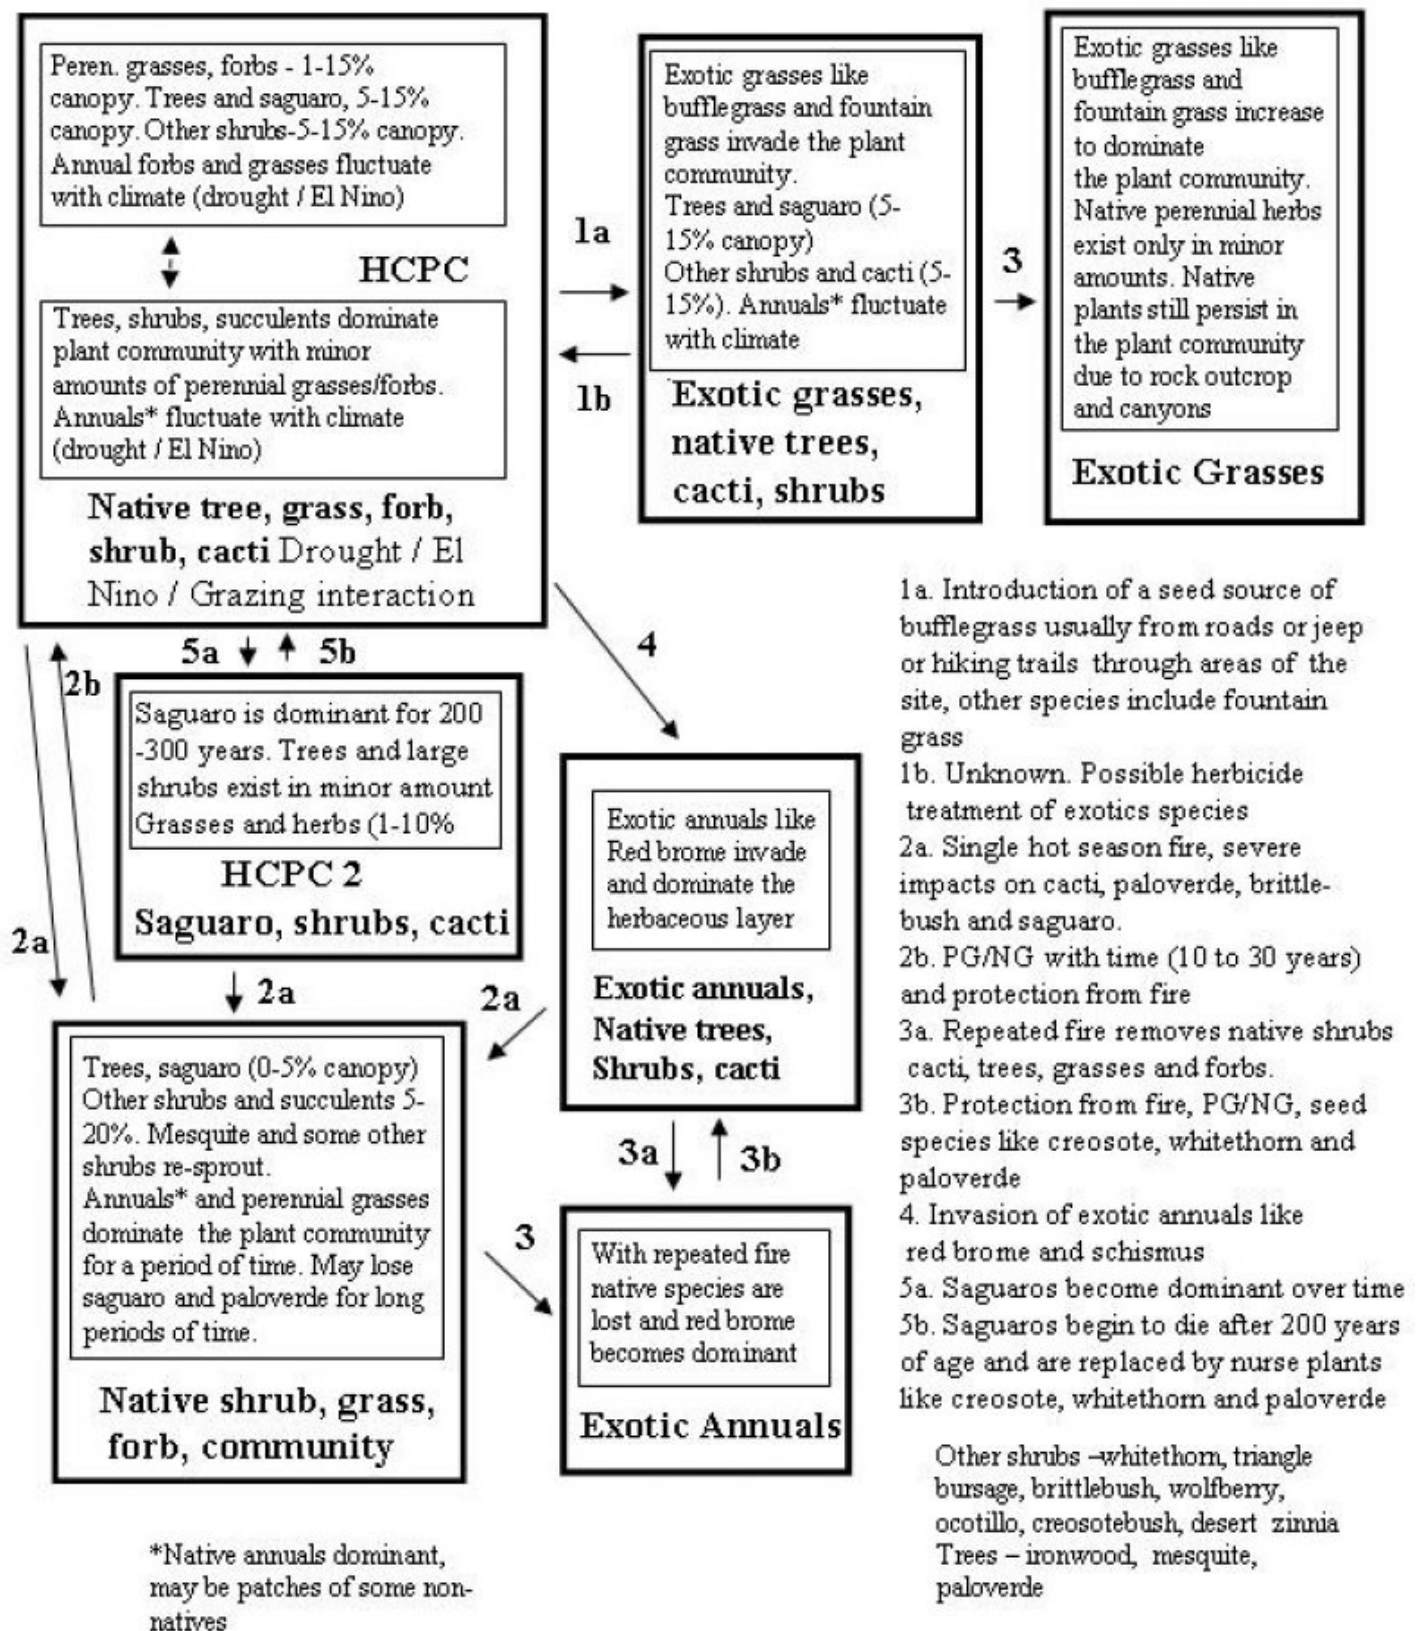 Peren. grasses, forbs - 1-15%
canopy. Trees and saguaro, 5-15%
canopy. Other shrubs-5-15% canopy.
Annual forbs and grasses fluctuate
with climate (drought / El Nino)
HCPC
Trees, shrubs, succulents dominate
plant community with minor
amounts of perennial grasses/forbs.
Annuals* fluctuate with climate
(drought / El Nino)
Native tree, grass, forb,
shrub, cacti Drought / El
Nino / Grazing interaction
1a
1b
Exotic grasses like
bufflegrass and fountain
grass invade the plant
community.
Trees and saguaro (5-
15% canopy)
Other shrubs and cacti (5-
15%). Annuals* fluctuate
with climate
Exotic grasses,
native trees,
cacti, shrubs
3
Exotic grasses like
bufflegrass and
fountain grass increase
to dominate
the plant community.
Native perennial herbs
exist only in minor
amounts. Native
plants still persist in
the plant community
due to rock outcrop
and canyons
Exotic Grasses
5a
5b
2b
2a
4
Saguaro is dominant for 200
-300 years. Trees and large
shrubs exist in minor amount
Grasses and herbs (1-10%
HCPC 2
Saguaro, shrubs, cacti
2a
Exotic annuals like
Red brome invade
and dominate the
herbaceous layer
Exotic annuals,
Native trees,
Shrubs, cacti
2a
Trees, saguaro (0-5% canopy)
Other shrubs and succulents 5-
20%. Mesquite and some other
shrubs re-sprout.
Annuals* and perennial grasses
dominate the plant community
for a period of time. May lose
saguaro and paloverde for long
periods of time.
Native shrub, grass,
forb, community
3a
3b
3
With repeated fire
native species are
lost and red brome
becomes dominant
Exotic Annuals
1a. Introduction of a seed source of
bufflegrass usually from roads or jeep
or hiking trails through areas of the
site, other species include fountain
grass
1b. Unknown. Possible herbicide
treatment of exotics species
2a. Single hot season fire, severe
impacts on cacti, paloverde, brittle-
bush and saguaro.
2b. PG/NG with time (10 to 30 years)
and protection from fire
3a. Repeated fire removes native shrubs
cacti, trees, grasses and forbs.
3b. Protection from fire, PG/NG, seed
species like creosote, whitethorn and
paloverde
4. Invasion of exotic annuals like
red brome and schismus
5a. Saguaros become dominant over time
5b. Saguaros begin to die after 200 years
of age and are replaced by nurse plants
like creosote, whitethorn and paloverde
Other shrubs –whitethorn, triangle
bursage, brittlebush, wolfberry,
ocotillo, creosotebush, desert zinnia
Trees – ironwood, mesquite,
paloverde
*Native annuals dominant,
may be patches of some non-
natives